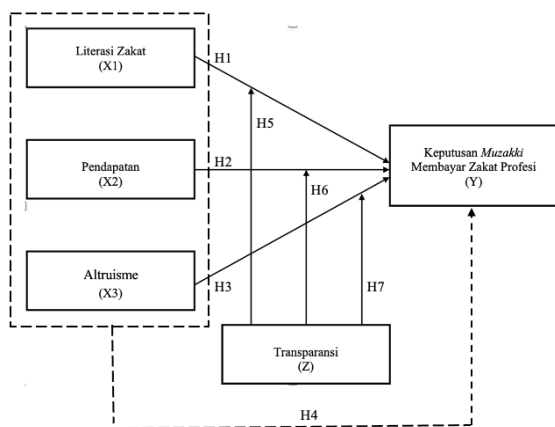 Literasi Zakat
(X1)
H1
H5
Pendapatan
(X2)
H2
Keputusan Muzakki
Membayar Zakat Profesi
(Y)
H6
Altruisme
(X3)
H3
H7
Transparansi
(Z)
H4